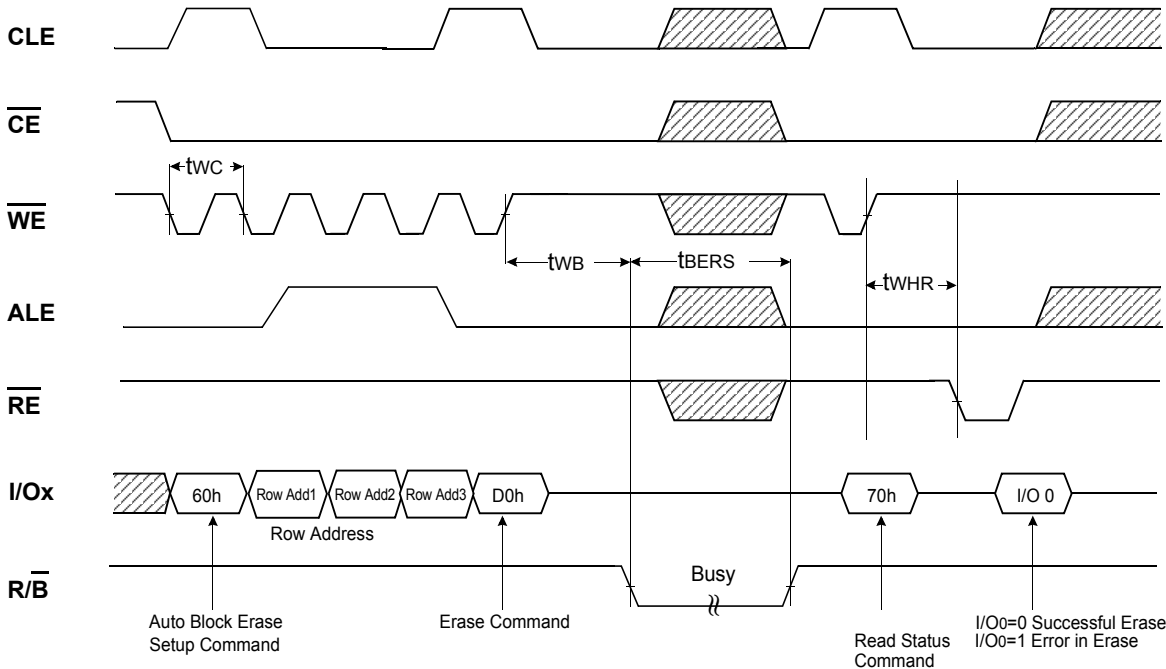 CLE
CE
tWC
WE
tWB
tBERS
tWHR
ALE
RE
I/Ox
60h
Row Add1
Row Add2
Row Add3
D0h
70h
I/O 0
Row Address
R/B
Busy
Auto Block Erase
Setup Command
Erase Command
Read Status
Command
I/O0=0 Successful Erase
I/O0=1 Error in Erase